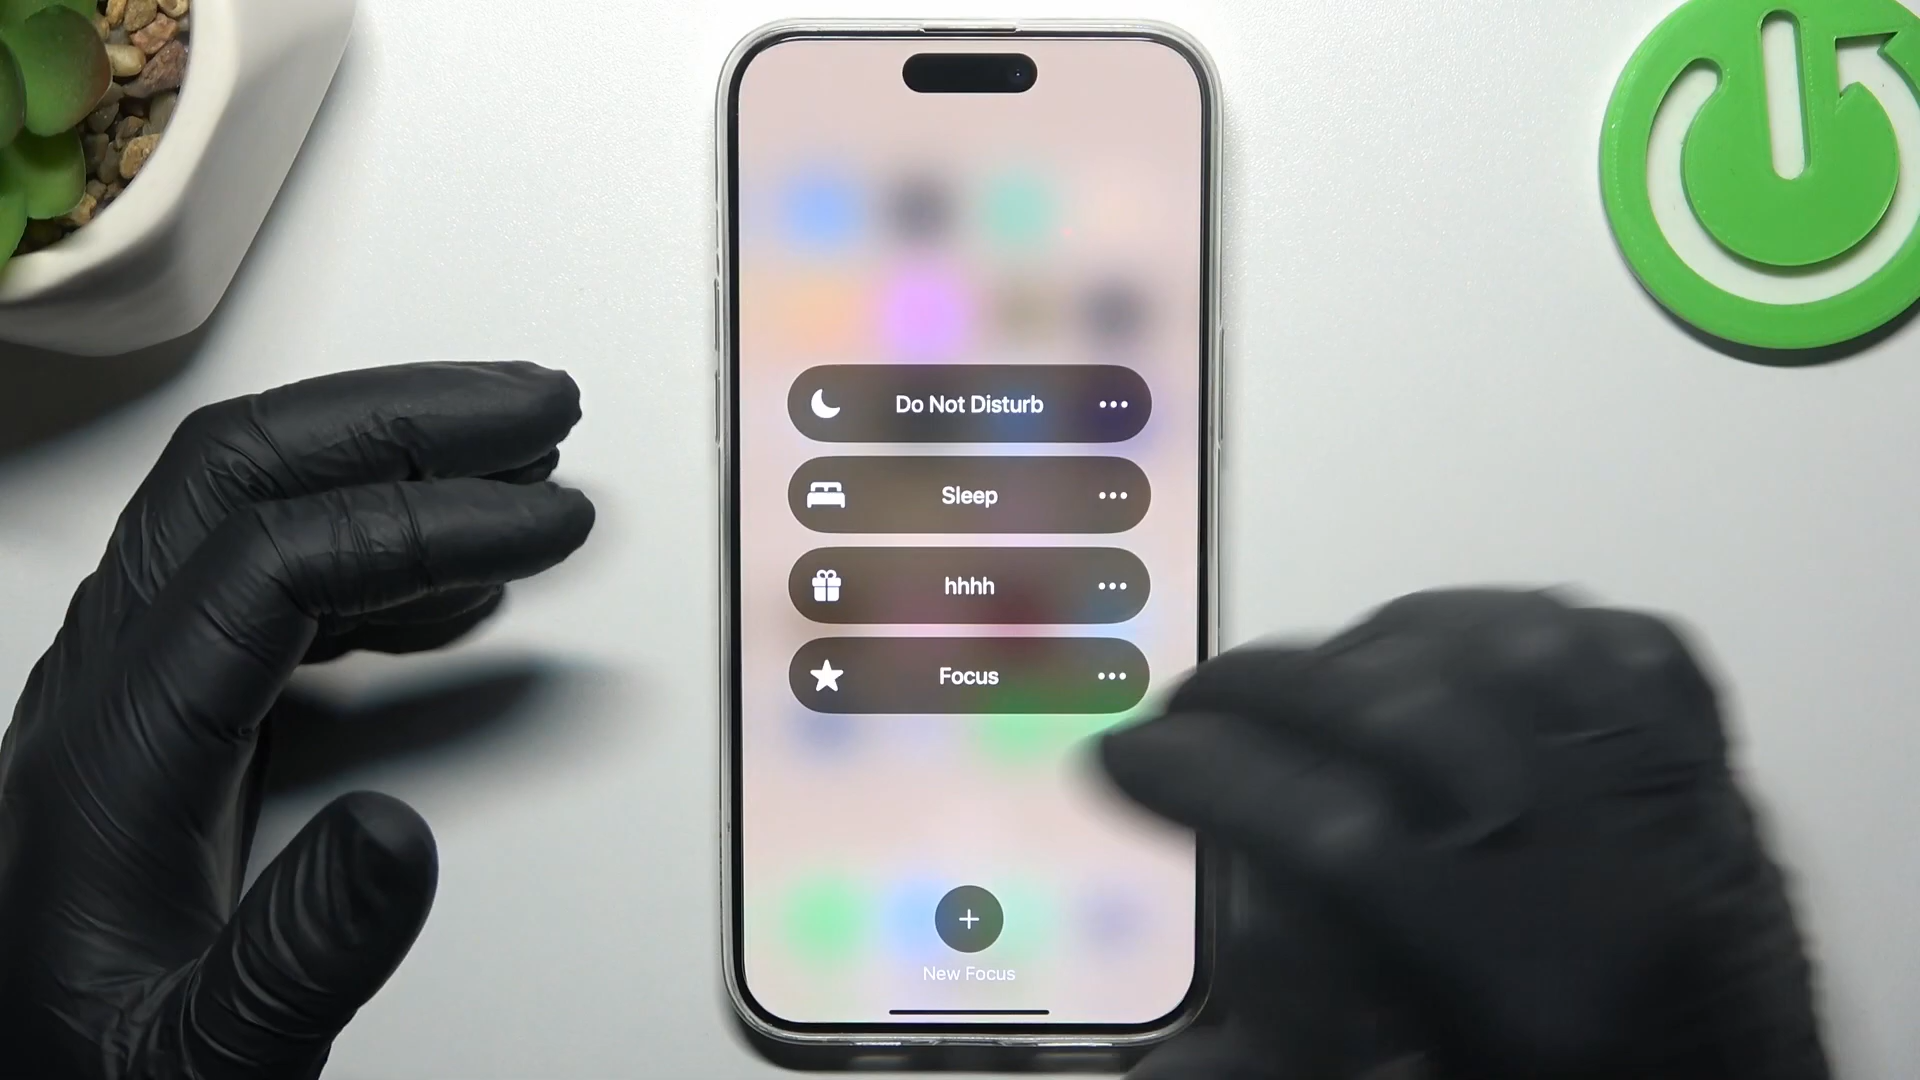 Do Not Disturb
Sleep
hhhh
Focus
New Focus